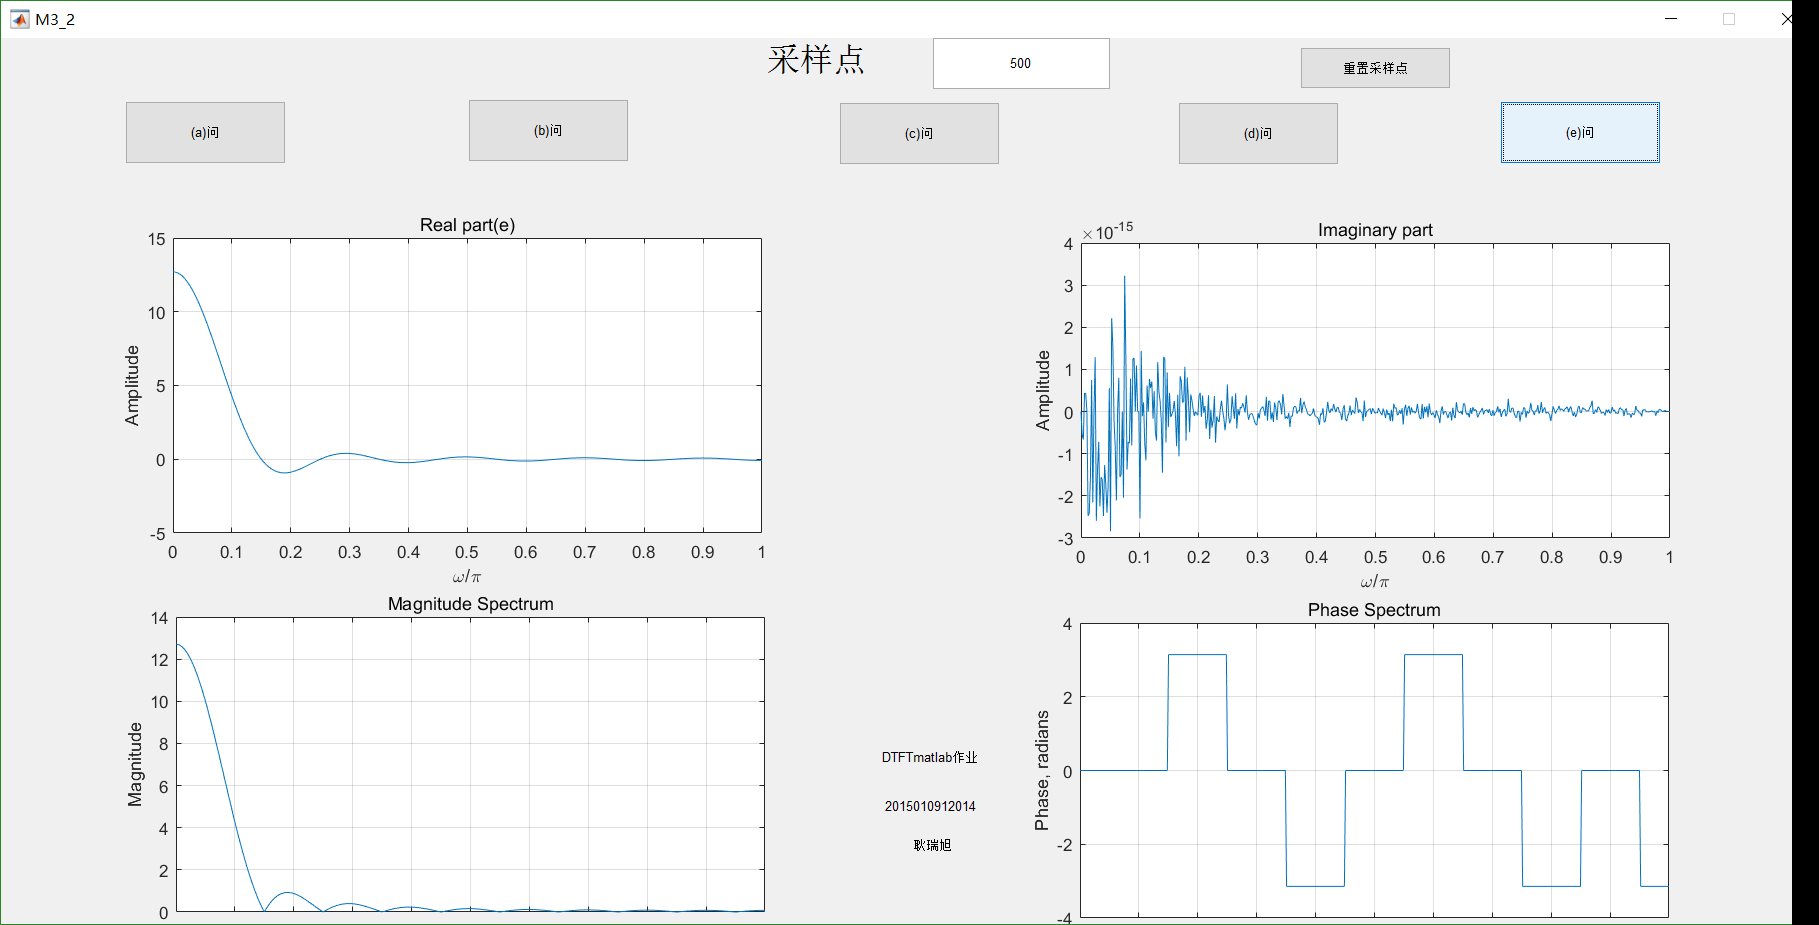 M3_2
采样点 500 重置采样点
(a)问 (b)问 (c)问 (d)问 (e)问
Real part(e)
15
10
5
0
-5
Amplitude
0 0.1 0.2 0.3 0.4 0.5 0.6 0.7 0.8 0.9 1
ω/π
Imaginary part
×10^-15
4
3
2
1
0
-1
-2
-3
Amplitude
0 0.1 0.2 0.3 0.4 0.5 0.6 0.7 0.8 0.9 1
ω/π
Magnitude Spectrum
14
12
10
8
6
4
2
0
Magnitude
DTFTmatlab作业
2015010912014
耿瑞旭
Phase Spectrum
4
2
0
-2
-4
Phase, radians